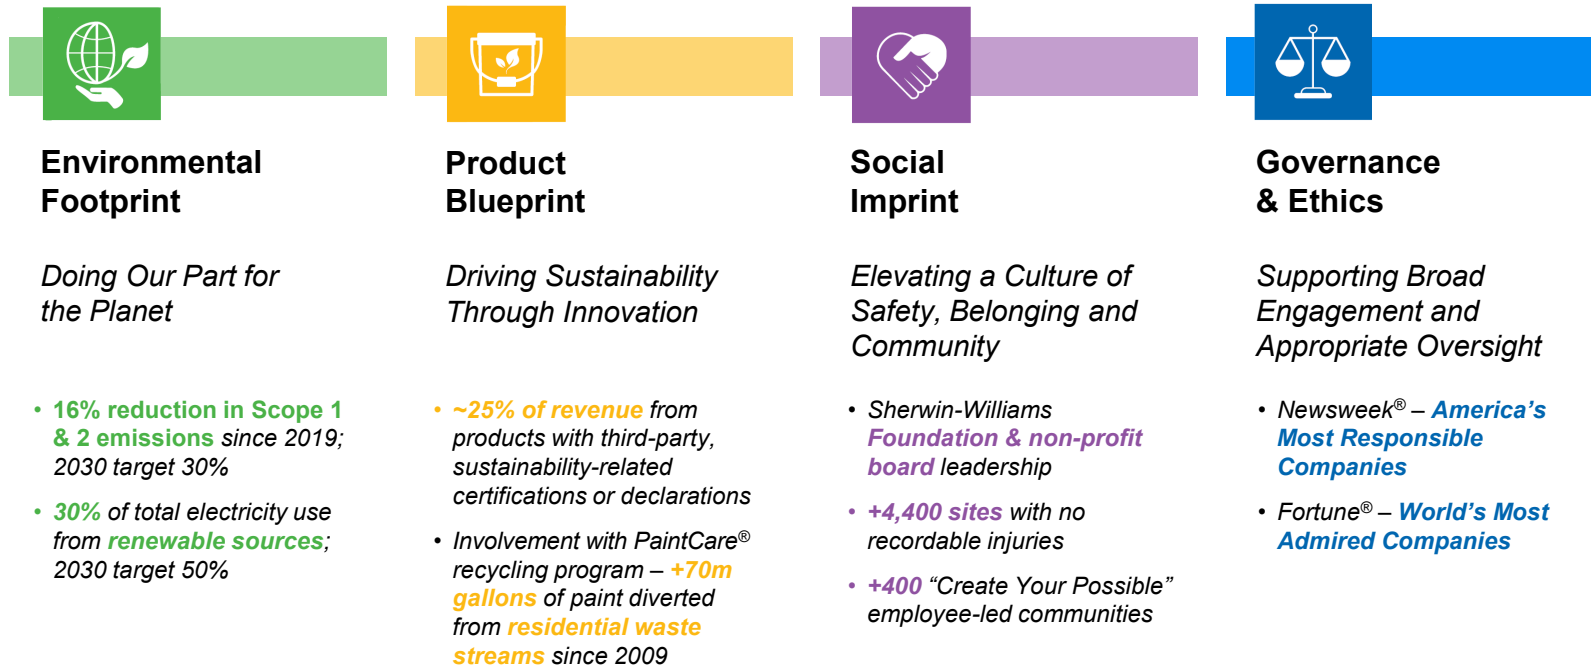 Environmental
Footprint
Doing Our Part for
the Planet
• 16% reduction in Scope 1
& 2 emissions since 2019;
2030 target 30%
• 30% of total electricity use
from renewable sources;
2030 target 50%
Product
Blueprint
Driving Sustainability
Through Innovation
• ~25% of revenue from
products with third-party,
sustainability-related
certifications or declarations
• Involvement with PaintCare®
recycling program – +70m
gallons of paint diverted
from residential waste
streams since 2009
Social
Imprint
Elevating a Culture of
Safety, Belonging and
Community
• Sherwin-Williams
Foundation & non-profit
board leadership
• +4,400 sites with no
recordable injuries
• +400 “Create Your Possible”
employee-led communities
Governance
& Ethics
Supporting Broad
Engagement and
Appropriate Oversight
• Newsweek® – America’s
Most Responsible
Companies
• Fortune® – World’s Most
Admired Companies